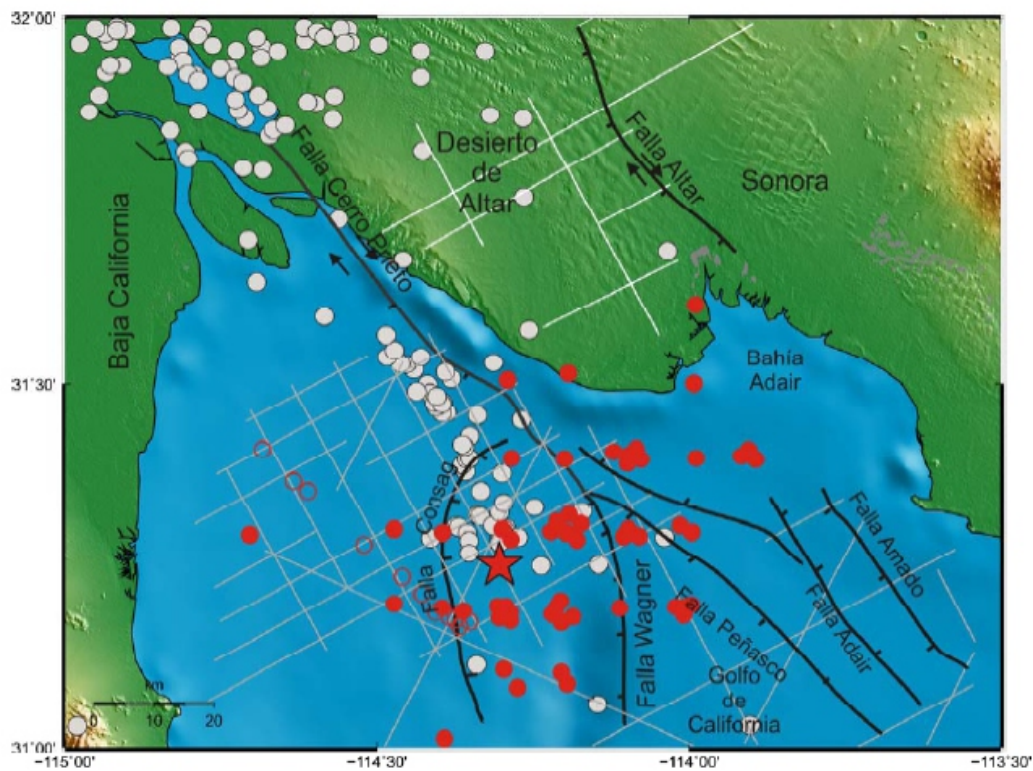 32°00'
31°30'
31°00'
−115°00'
−114°30'
−114°00'
−113°30'
Baja California
Falla Cerro Prieto
Desierto
de
Altar
Falla Altar
Sonora
Bahía
Adair
Falla Consag
Falla Wagner
Falla Peñasco
Falla Adair
Falla Amado
Golfo
de
California
km
0 10 20